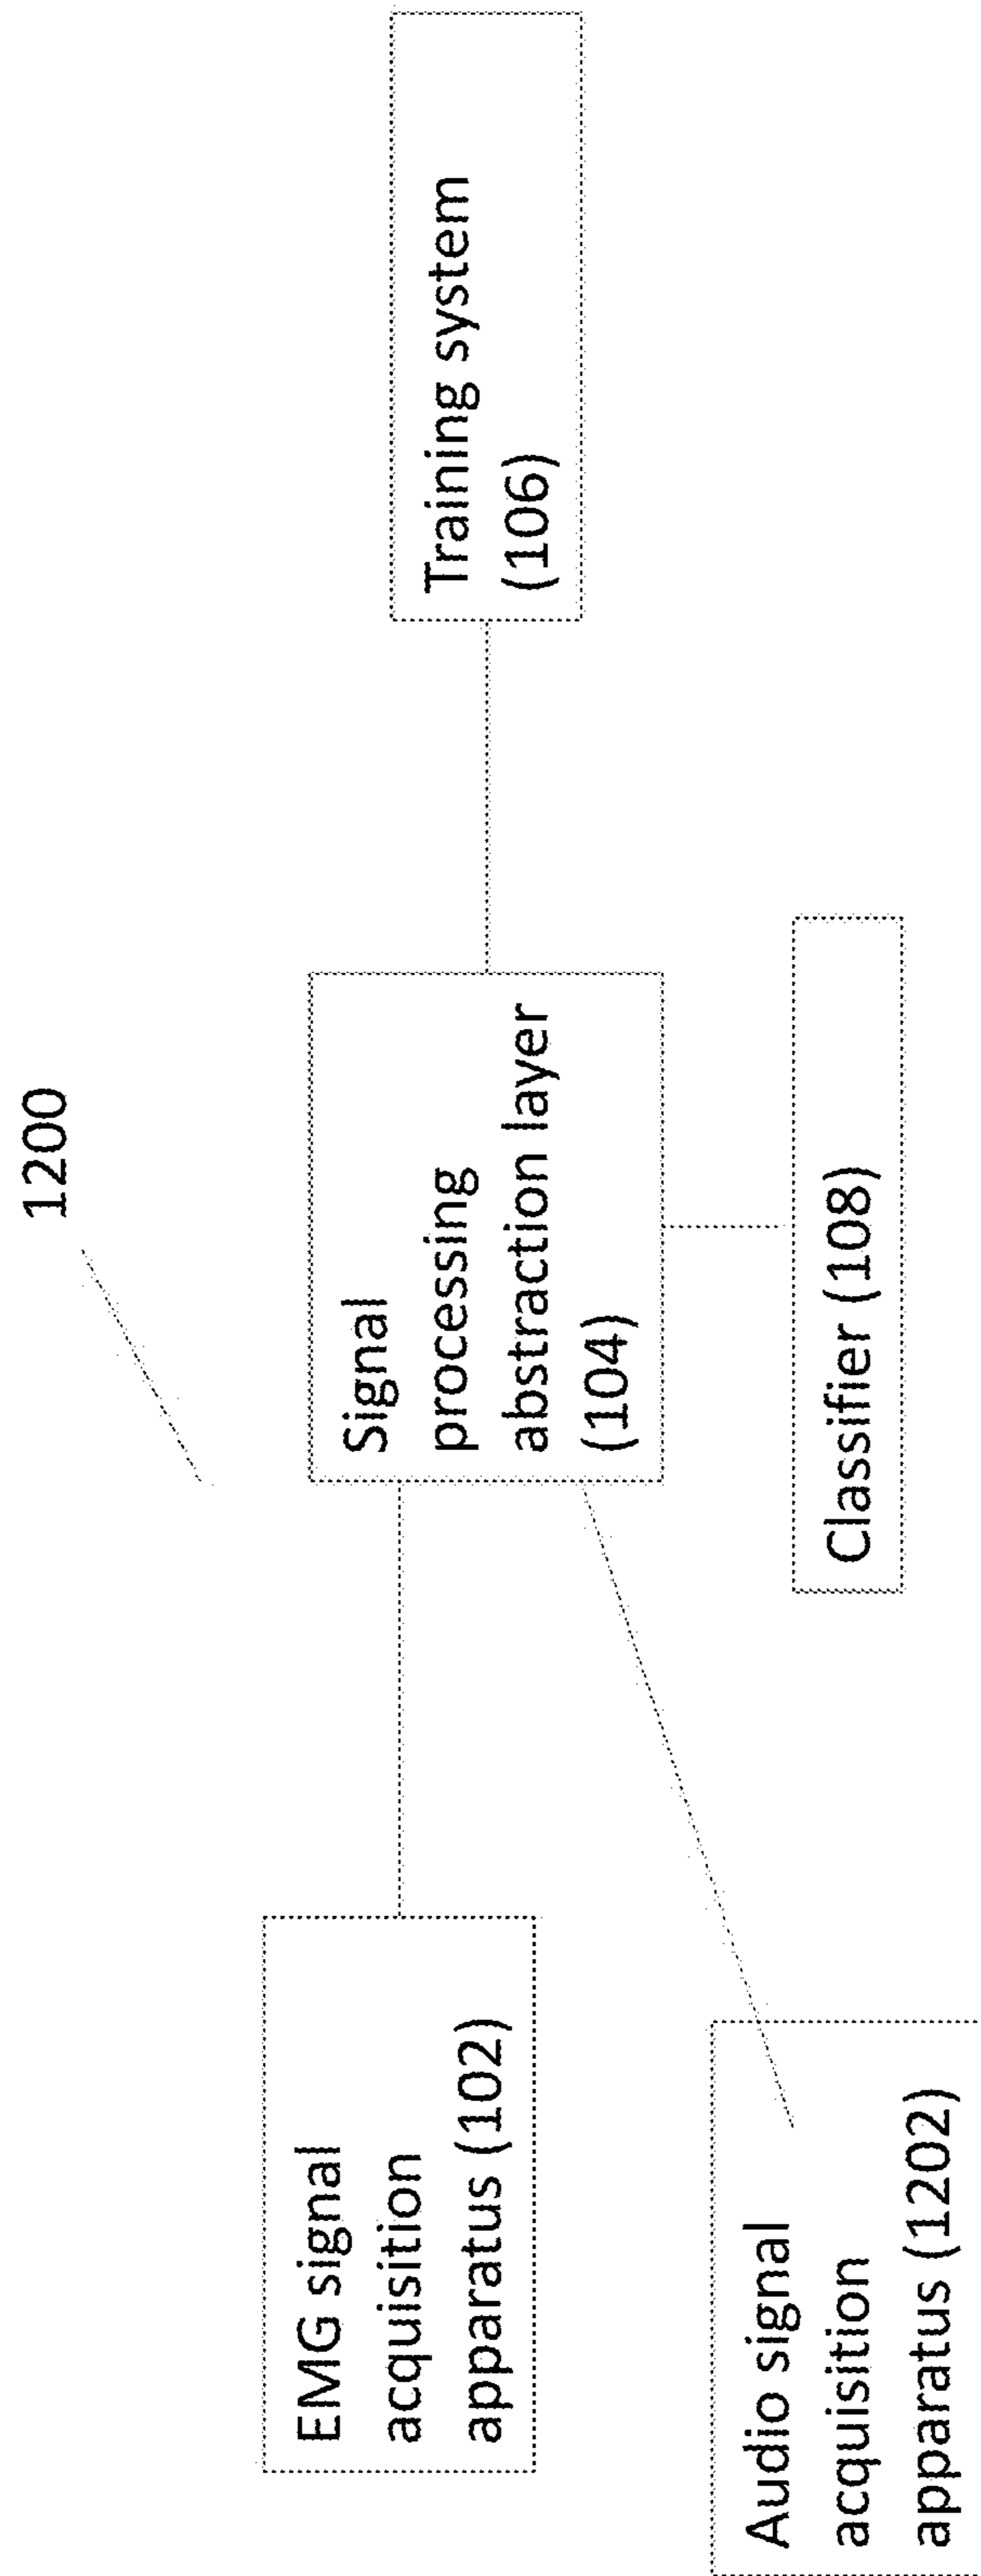 1200
EMG signal
acquisition
apparatus (102)
Signal
processing
abstraction layer
(104)
Training system
(106)
Audio signal
acquisition
apparatus (1202)
Classifier (108)